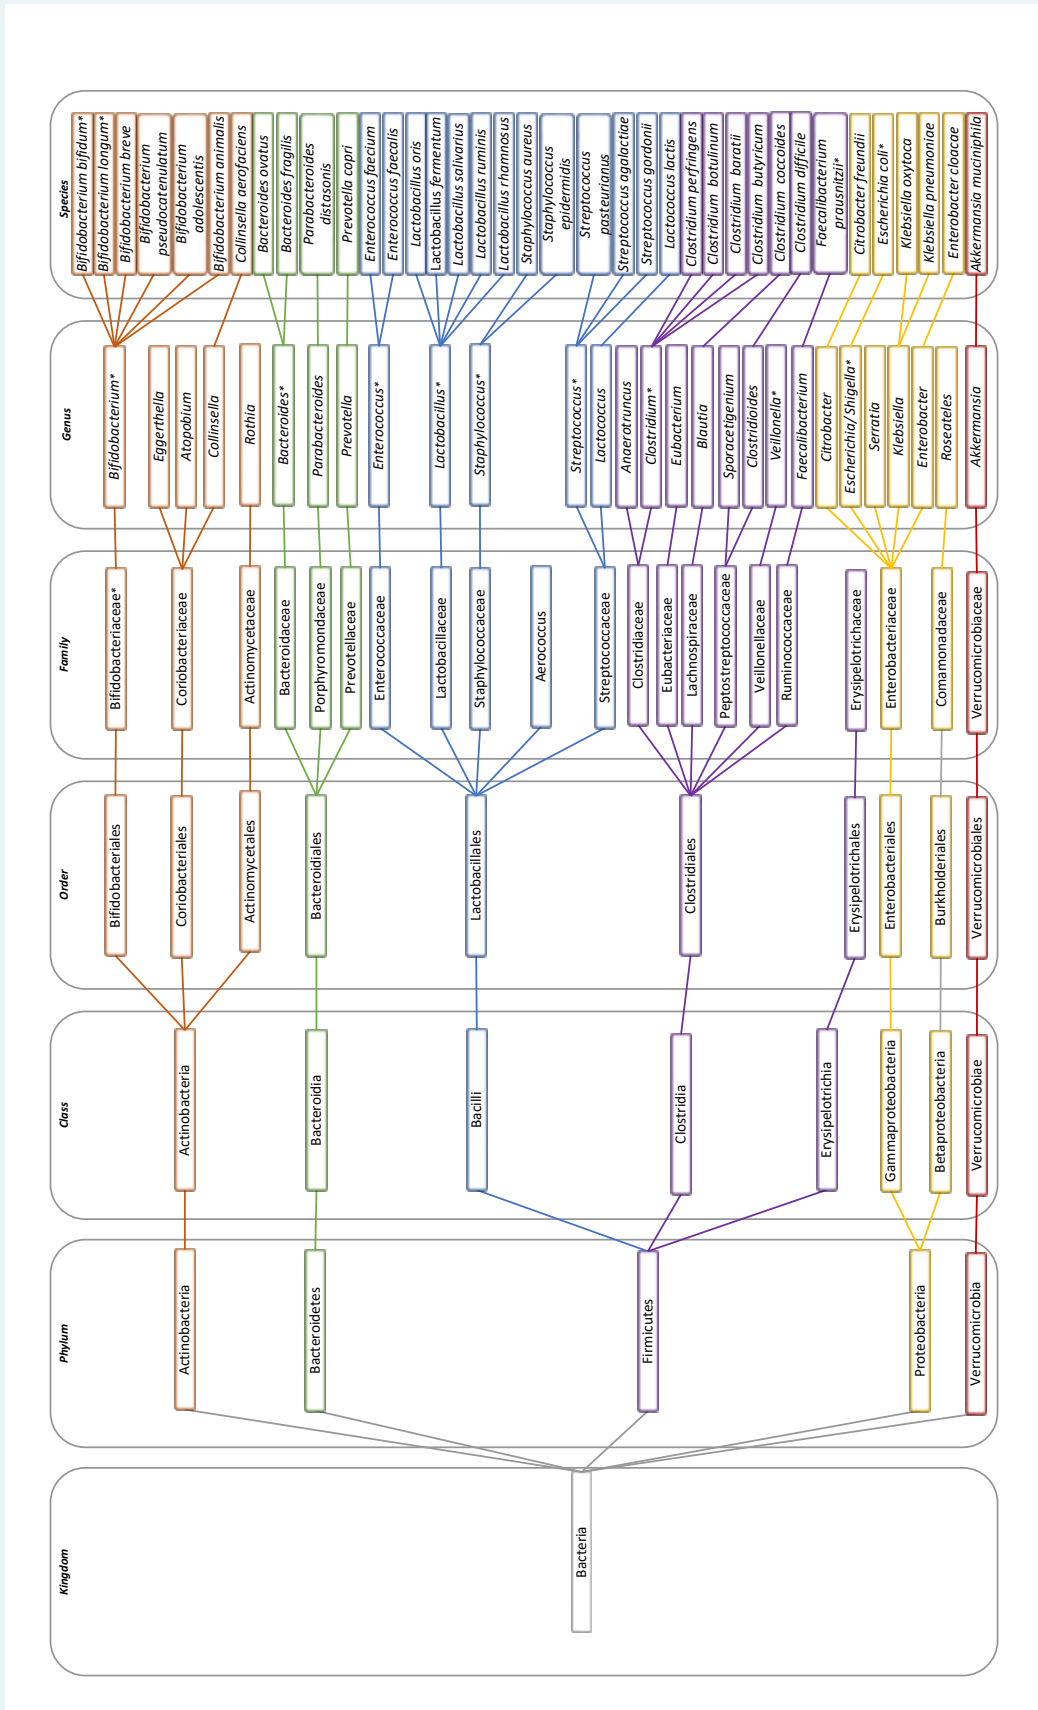 Species
Bifidobacterium bifidum*
Bifidobacterium longum*
Bifidobacterium breve
Bifidobacterium
pseudocatenulatum
Bifidobacterium
adolescentis
Bifidobacterium animalis
Collinsella aerofaciens
Bacteroides ovatus
Bacteroides fragilis
Parabacteroides
distasonis
Prevotella copri
Enterococcus faecium
Enterococcus faecalis
Lactobacillus oris
Lactobacillus fermentum
Lactobacillus salivarius
Lactobacillus ruminis
Lactobacillus rhamnosus
Staphylococcus aureus
Staphylococcus
epidermidis
Streptococcus
pasteurianus
Streptococcus agalactiae
Streptococcus gordonii
Lactococcus lactis
Clostridium perfringens
Clostridium botulinum
Clostridium baratii
Clostridium butyricum
Clostridium coccoides
Clostridium difficile
Faecalibacterium
prausnitzii*
Citrobacter freundii
Escherichia coli*
Klebsiella oxytoca
Klebsiella pneumoniae
Enterobacter cloacae
Akkermansia muciniphila
Genus
Bifidobacterium*
Eggerthella
Atopobium
Collinsella
Rothia
Bacteroides*
Parabacteroides
Prevotella
Enterococcus*
Lactobacillus*
Staphylococcus*
Streptococcus*
Lactococcus
Anaerotruncus
Clostridium*
Eubacterium
Blautia
Sporacetigenium
Clostridioides
Veillonella*
Faecalibacterium
Citrobacter
Escherichia/ Shigella*
Serratia
Klebsiella
Enterobacter
Roseateles
Akkermansia
Family
Bifidobacteriaceae*
Coriobacteriaceae
Actinomycetaceae
Bacteroidaceae
Porphyromondaceae
Prevotellaceae
Enterococcaceae
Lactobacillaceae
Staphylococcaceae
Aerococcus
Streptococcaceae
Clostridiaceae
Eubacteriaceae
Lachnospiraceae
Peptostreptococcaceae
Veillonellaceae
Ruminococcaceae
Erysipelotrichaceae
Enterobacteriaceae
Comamonadaceae
Verrucomicrobiaceae
Order
Bifidobacteriales
Coriobacteriales
Actinomycetales
Bacteroidiales
Lactobacillales
Clostridiales
Erysipelotrichales
Enterobacteriales
Burkholderiales
Verrucomicrobiales
Class
Actinobacteria
Bacteroidia
Bacilli
Clostridia
Erysipelotrichia
Gammaproteobacteria
Betaproteobacteria
Verrucomicrobiae
Phylum
Actinobacteria
Bacteroidetes
Firmicutes
Proteobacteria
Verrucomicrobia
Kingdom
Bacteria